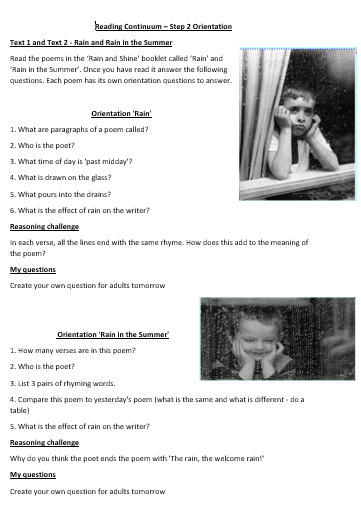 Reading Continuum – Step 2 Orientation
Text 1 and Text 2 - Rain and Rain in the Summer
Read the poems in the 'Rain and Shine' booklet called 'Rain' and
'Rain in the Summer'. Once you have read it answer the following
questions. Each poem has its own orientation questions to answer.
Orientation 'Rain'
1. What are paragraphs of a poem called?
2. Who is the poet?
3. What time of day is 'past midday'?
4. What is drawn on the glass?
5. What pours into the drains?
6. What is the effect of rain on the writer?
Reasoning challenge
In each verse, all the lines end with the same rhyme. How does this add to the meaning of
the poem?
My questions
Create your own question for adults tomorrow
Orientation 'Rain in the Summer'
1. How many verses are in this poem?
2. Who is the poet?
3. List 3 pairs of rhyming words.
4. Compare this poem to yesterday's poem (what is the same and what is different - do a
table)
5. What is the effect of rain on the writer?
Reasoning challenge
Why do you think the poet ends the poem with 'The rain, the welcome rain!'
My questions
Create your own question for adults tomorrow